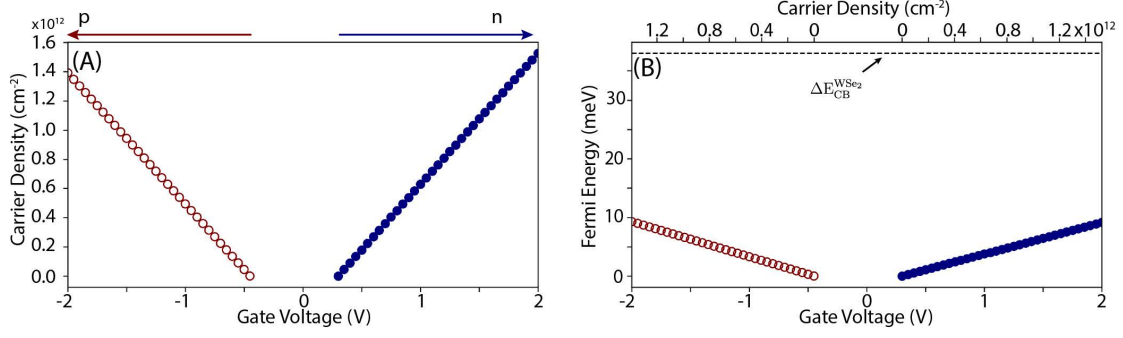 x10¹² p n
1.6
(A)
1.4
1.2
1.0
0.8
0.6
0.4
0.2
0.0
Carrier Density (cm⁻²)
-2 -1 0 1 2
Gate Voltage (V)
Carrier Density (cm⁻²)
1.2 0.8 0.4 0 0 0.4 0.8 1.2x10¹²
(B)
ΔE_CB^WSe₂
30
20
10
0
Fermi Energy (meV)
-2 -1 0 1 2
Gate Voltage (V)